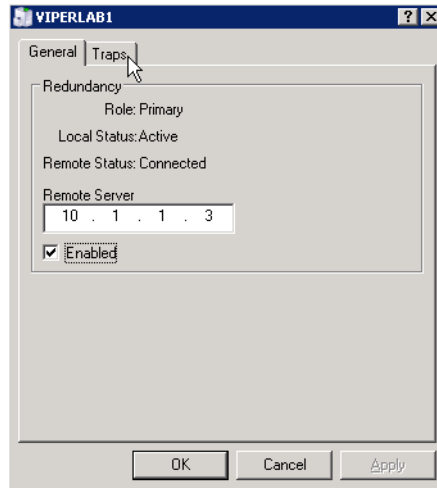 VIPERLAB1
General Traps
Redundancy
Role: Primary
Local Status:Active
Remote Status: Connected
Remote Server
10 . 1 . 1 . 3
Enabled
OK Cancel Apply